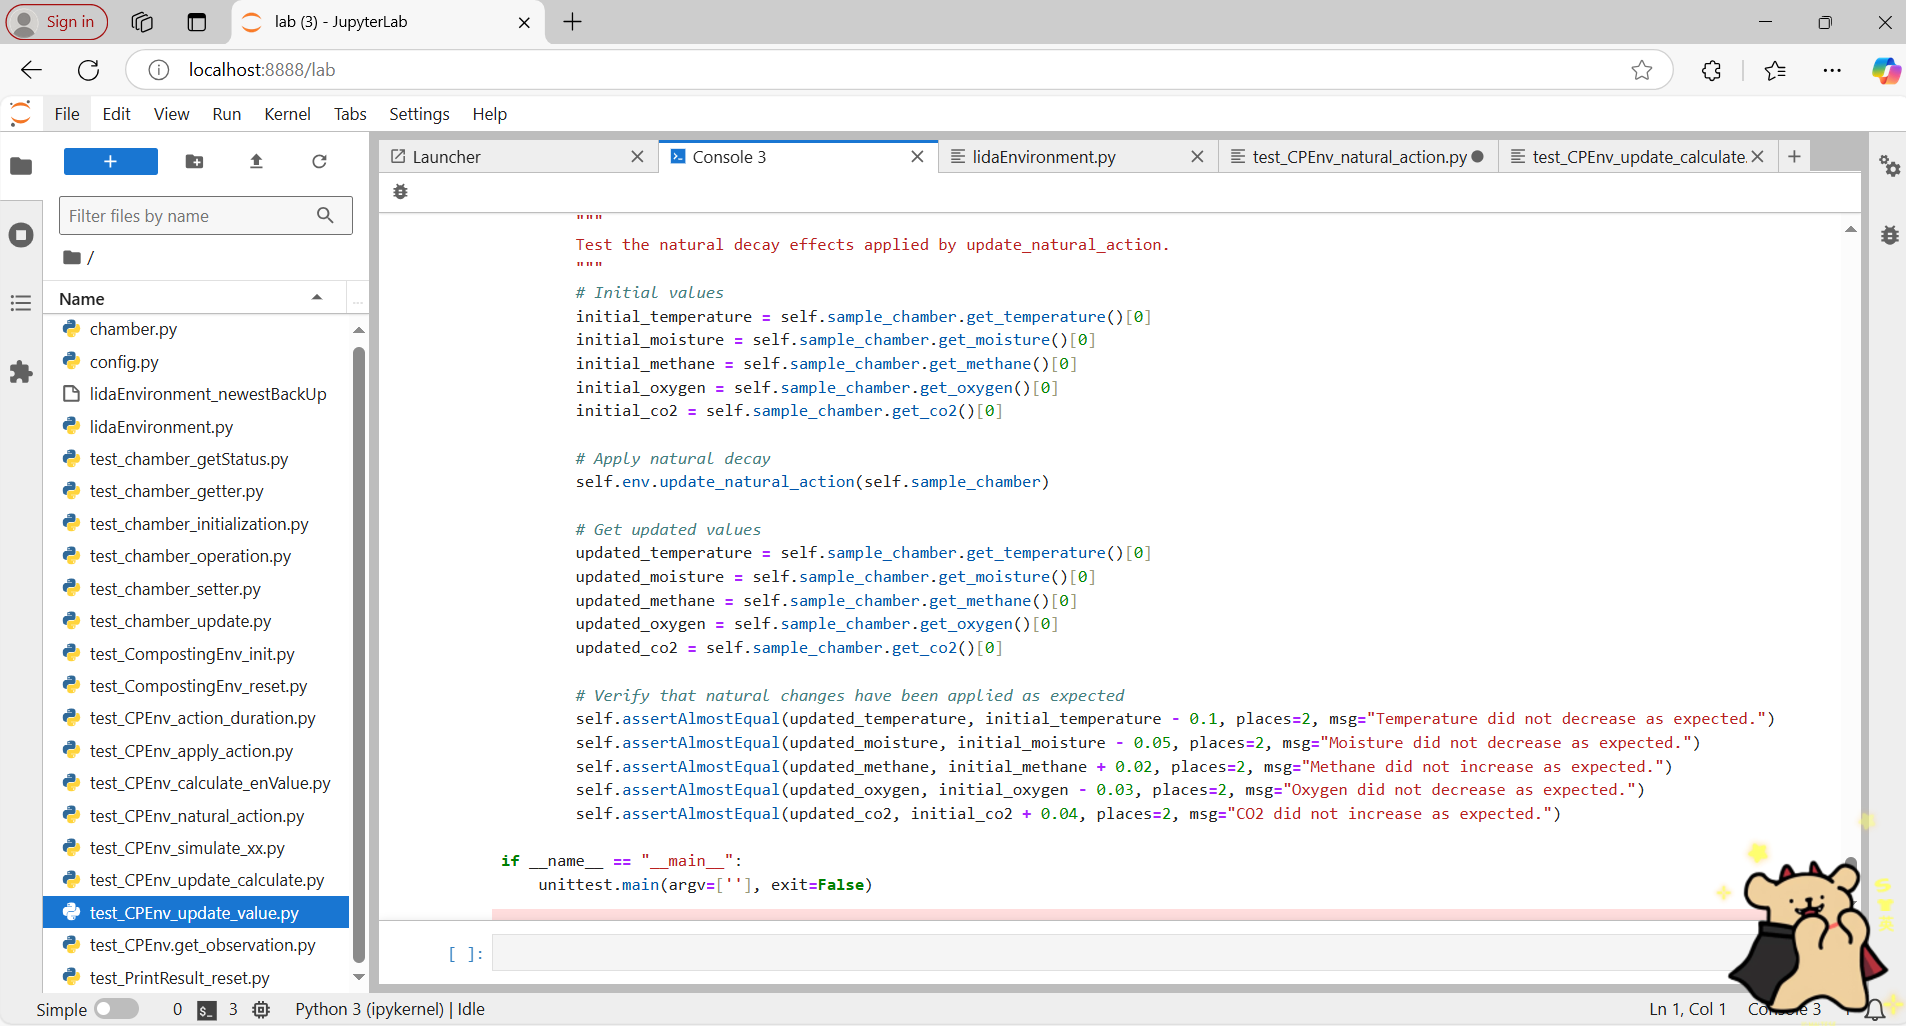 Sign in
lab (3) - JupyterLab
localhost:8888/lab
File Edit View Run Kernel Tabs Settings Help
Filter files by name
/
Name
...
chamber.py
config.py
lidaEnvironment_newestBackUp
lidaEnvironment.py
test_chamber_getStatus.py
test_chamber_getter.py
test_chamber_initialization.py
test_chamber_operation.py
test_chamber_setter.py
test_chamber_update.py
test_CompostingEnv_init.py
test_CompostingEnv_reset.py
test_CPEnv_action_duration.py
test_CPEnv_apply_action.py
test_CPEnv_calculate_enValue.py
test_CPEnv_natural_action.py
test_CPEnv_simulate_xx.py
test_CPEnv_update_calculate.py
test_CPEnv_update_value.py
test_CPEnv.get_observation.py
test_PrintResult_reset.py
Launcher
Console 3
lidaEnvironment.py
test_CPEnv_natural_action.py
test_CPEnv_update_calculate.
"""
Test the natural decay effects applied by update_natural_action.
"""
# Initial values
initial_temperature = self.sample_chamber.get_temperature()[0]
initial_moisture = self.sample_chamber.get_moisture()[0]
initial_methane = self.sample_chamber.get_methane()[0]
initial_oxygen = self.sample_chamber.get_oxygen()[0]
initial_co2 = self.sample_chamber.get_co2()[0]
# Apply natural decay
self.env.update_natural_action(self.sample_chamber)
# Get updated values
updated_temperature = self.sample_chamber.get_temperature()[0]
updated_moisture = self.sample_chamber.get_moisture()[0]
updated_methane = self.sample_chamber.get_methane()[0]
updated_oxygen = self.sample_chamber.get_oxygen()[0]
updated_co2 = self.sample_chamber.get_co2()[0]
# Verify that natural changes have been applied as expected
self.assertAlmostEqual(updated_temperature, initial_temperature - 0.1, places=2, msg="Temperature did not decrease as expected.")
self.assertAlmostEqual(updated_moisture, initial_moisture - 0.05, places=2, msg="Moisture did not decrease as expected.")
self.assertAlmostEqual(updated_methane, initial_methane + 0.02, places=2, msg="Methane did not increase as expected.")
self.assertAlmostEqual(updated_oxygen, initial_oxygen - 0.03, places=2, msg="Oxygen did not decrease as expected.")
self.assertAlmostEqual(updated_co2, initial_co2 + 0.04, places=2, msg="CO2 did not increase as expected.")
if __name__ == "__main__":
unittest.main(argv=[''], exit=False)
[ ]:
Simple 0 3 Python 3 (ipykernel) | Idle
Ln 1, Col 1 3